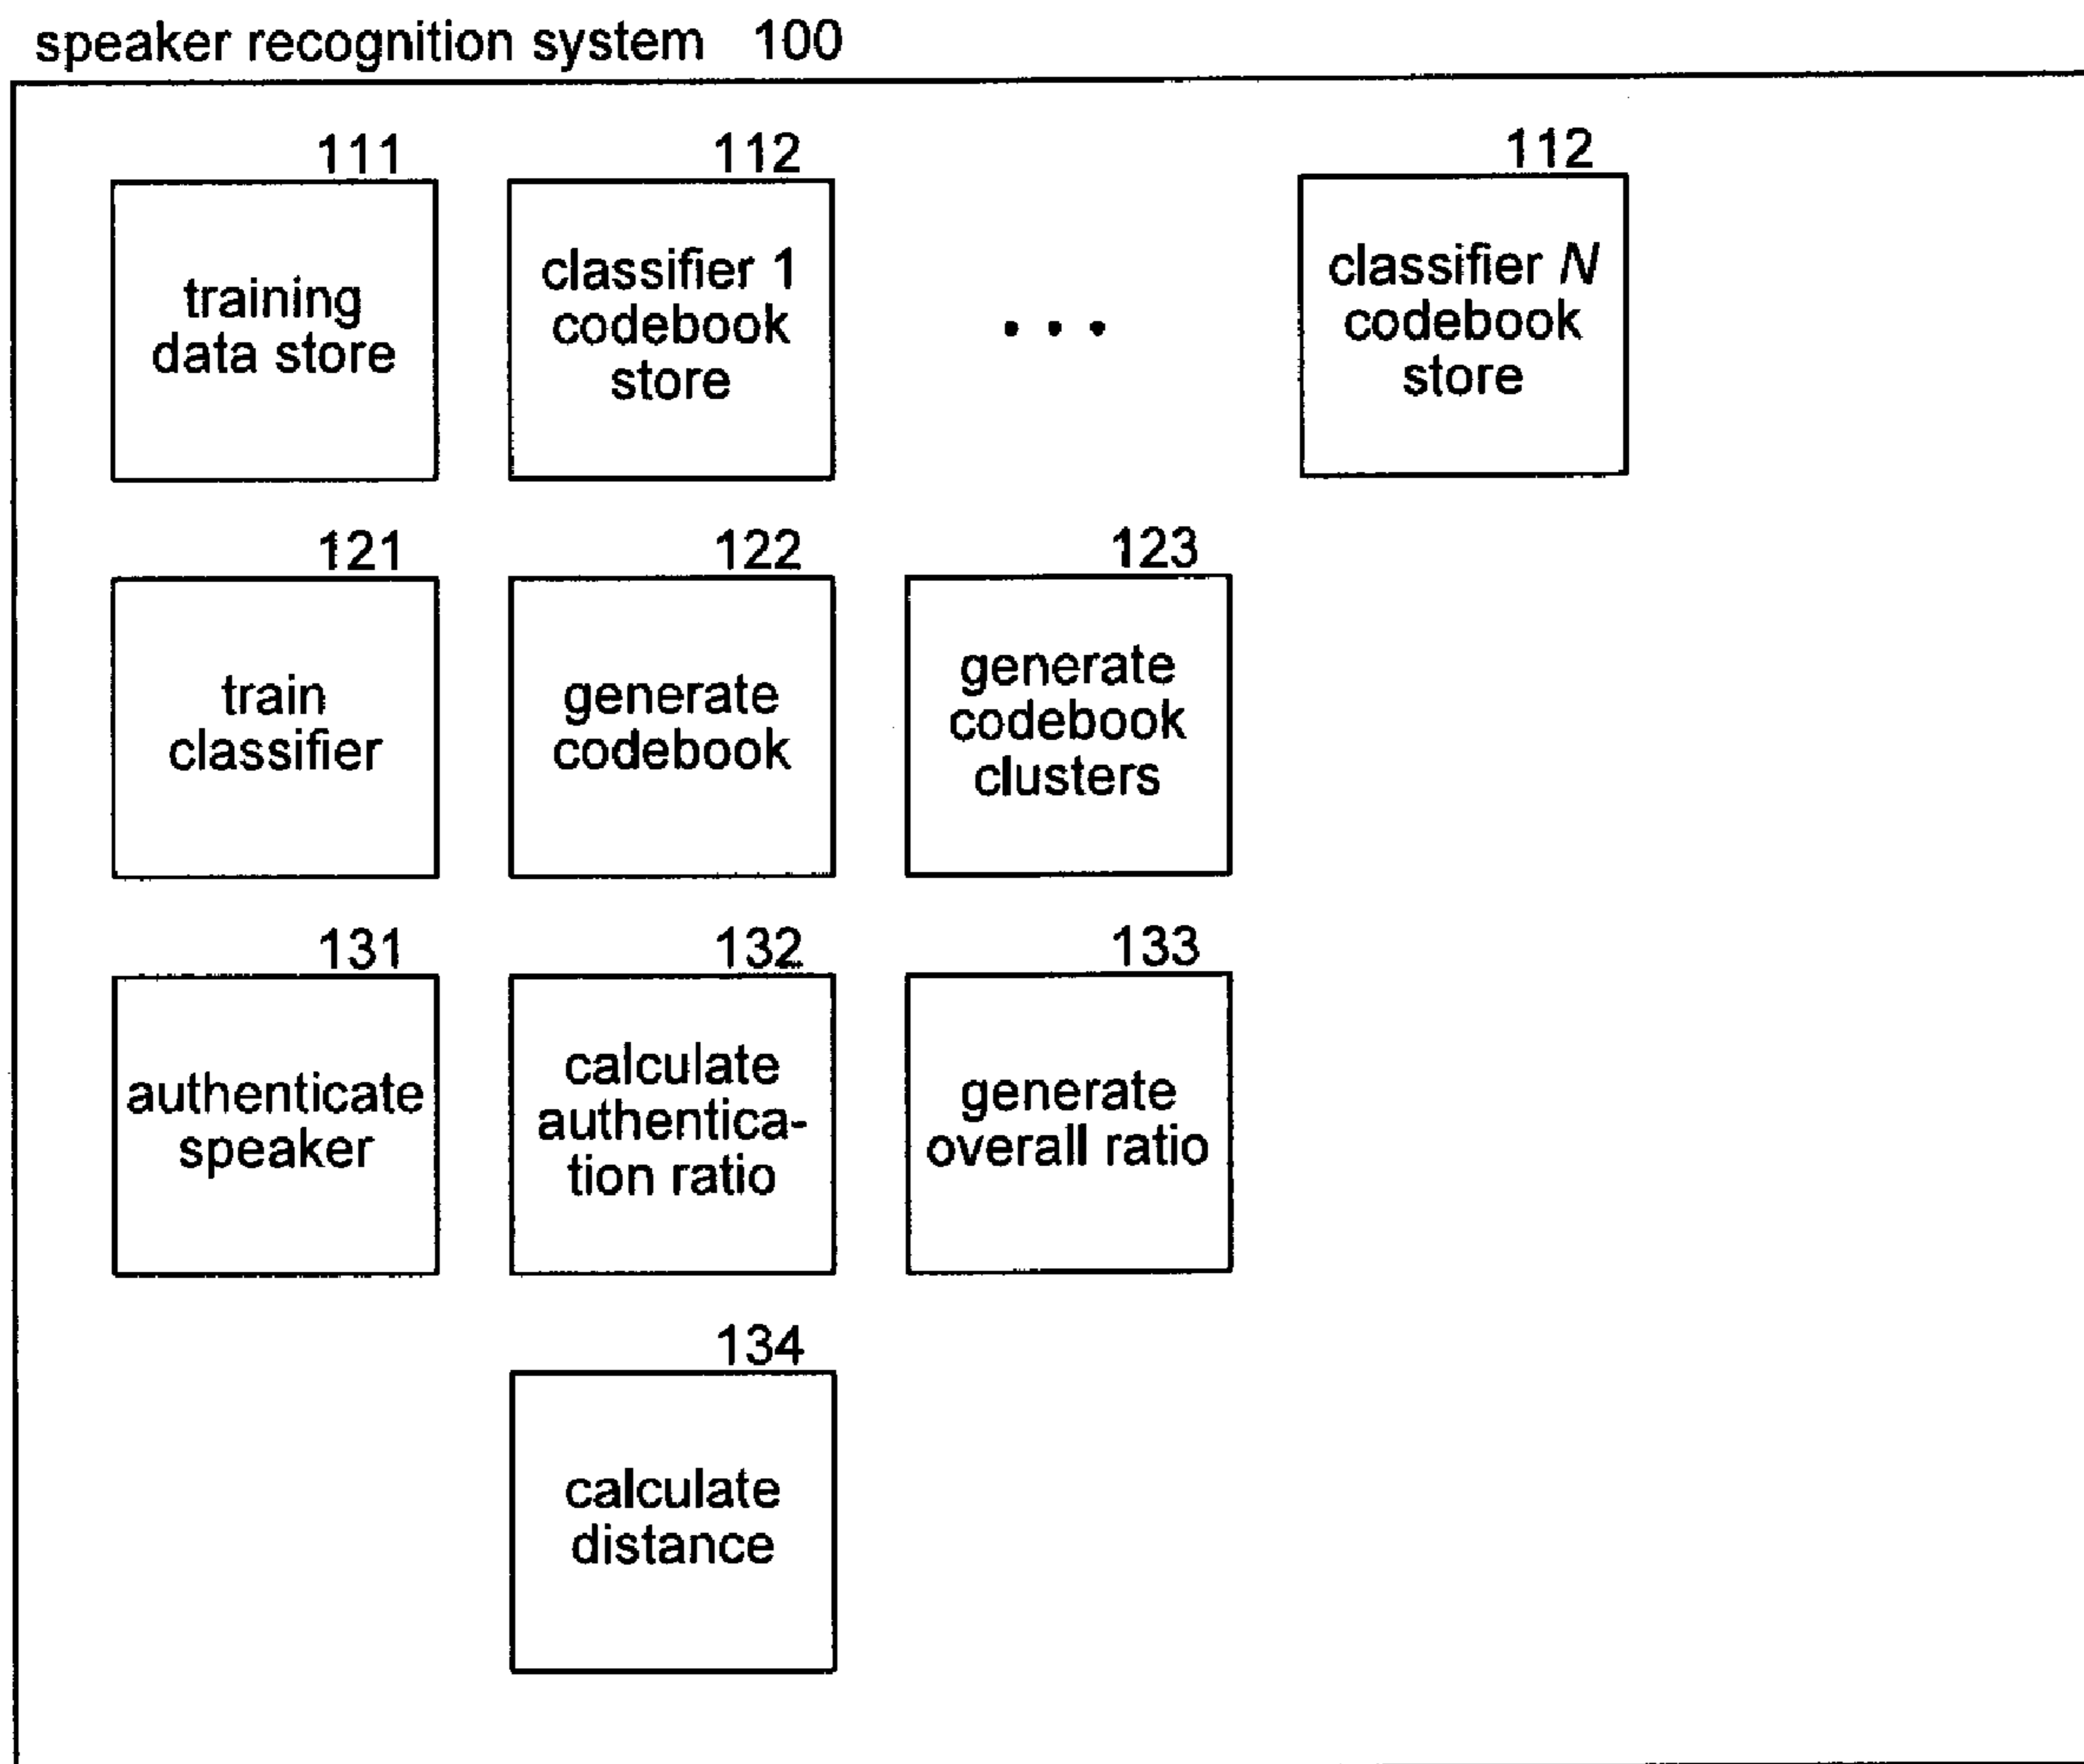 speaker recognition system 100
111
112
112
training
data store
classifier 1
codebook
store
...
classifier N
codebook
store
121
122
123
train
classifier
generate
codebook
generate
codebook
clusters
131
132
133
authenticate
speaker
calculate
authentica-
tion ratio
generate
overall ratio
134
calculate
distance